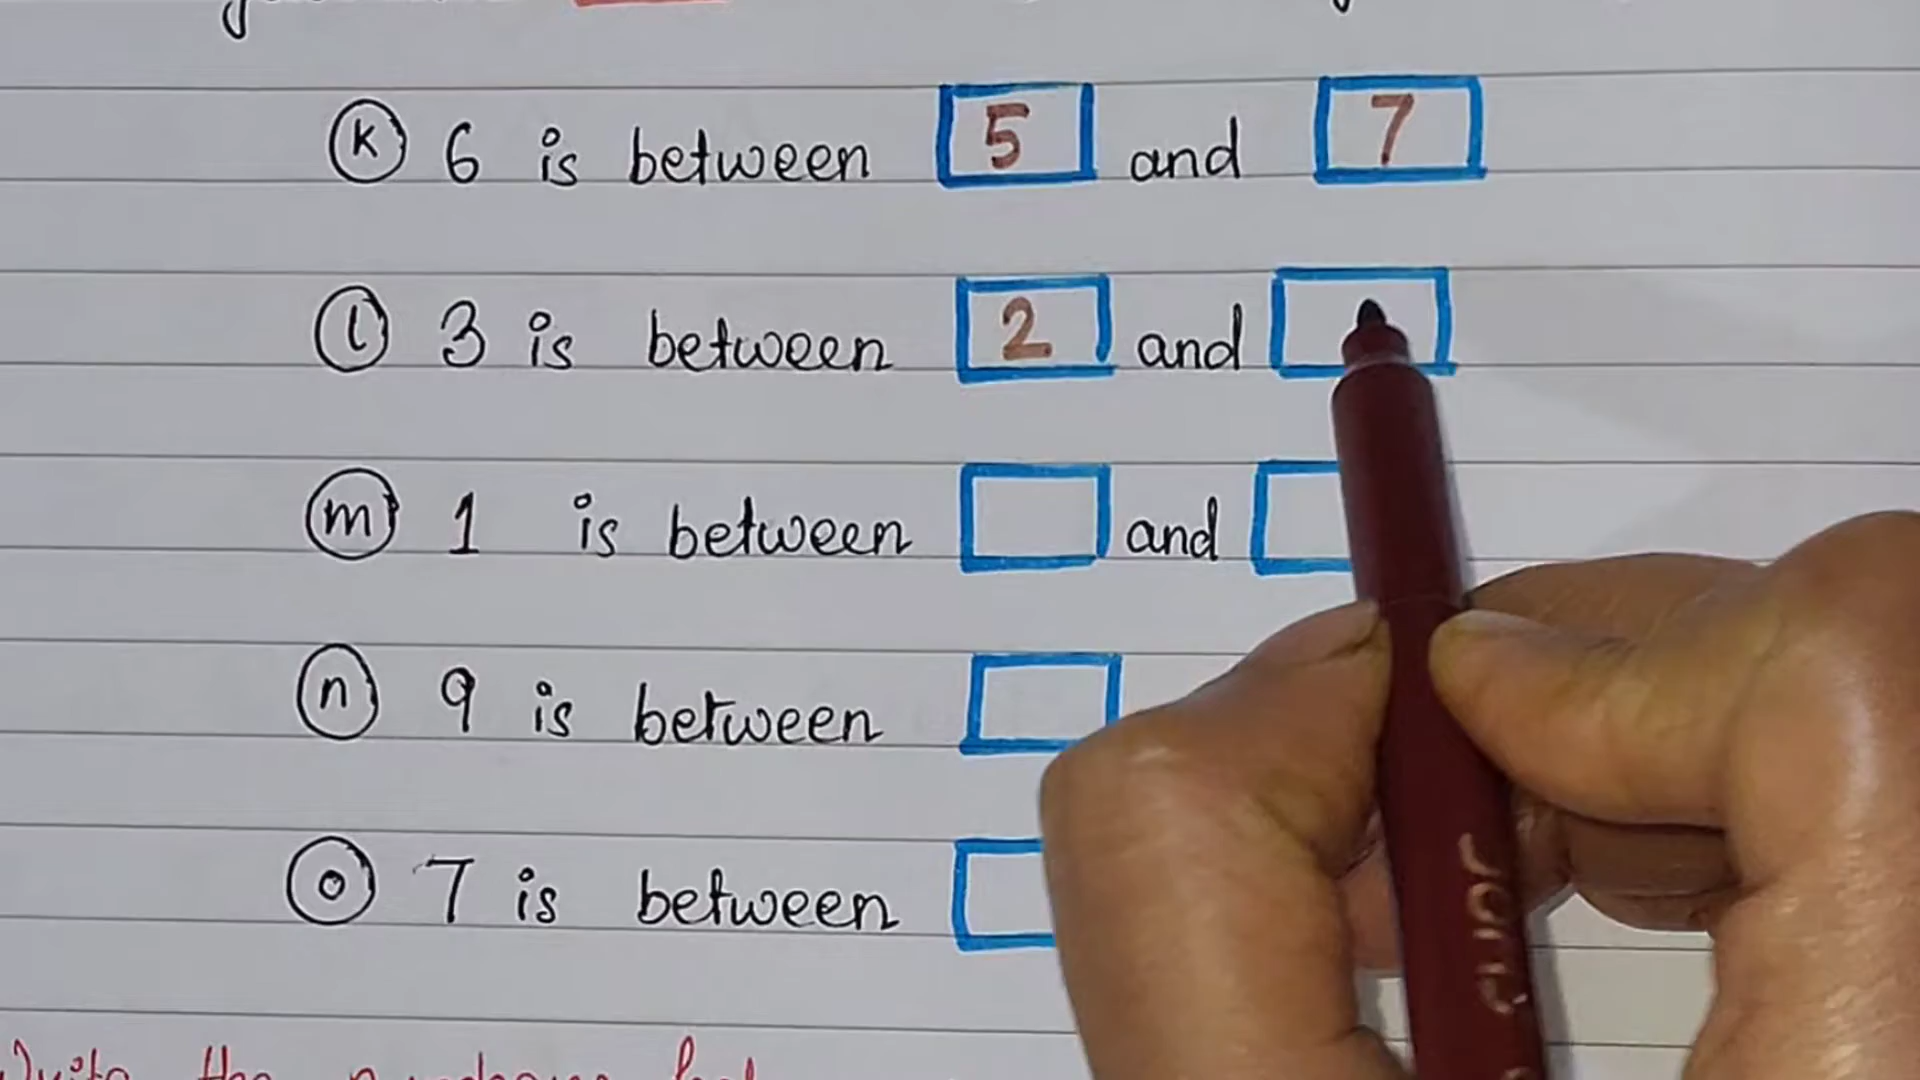 k 6 is between 5 and 7
l 3 is between 2 and
m 1 is between and
n 9 is between
o 7 is between
the